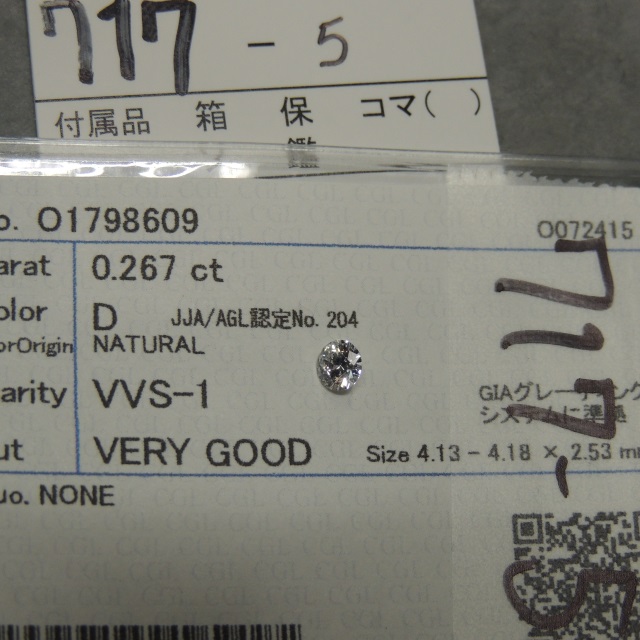 717 - 5
付属品 箱 保 コマ( )
o. O1798609
O072415
arat 0.267 ct
olor D JJA/AGL認定No. 204
orOrigin NATURAL
arity VVS-1
GIAグレーディング
システムに準拠
ut VERY GOOD
Size 4.13 - 4.18 × 2.53 mm
uo. NONE
717-5